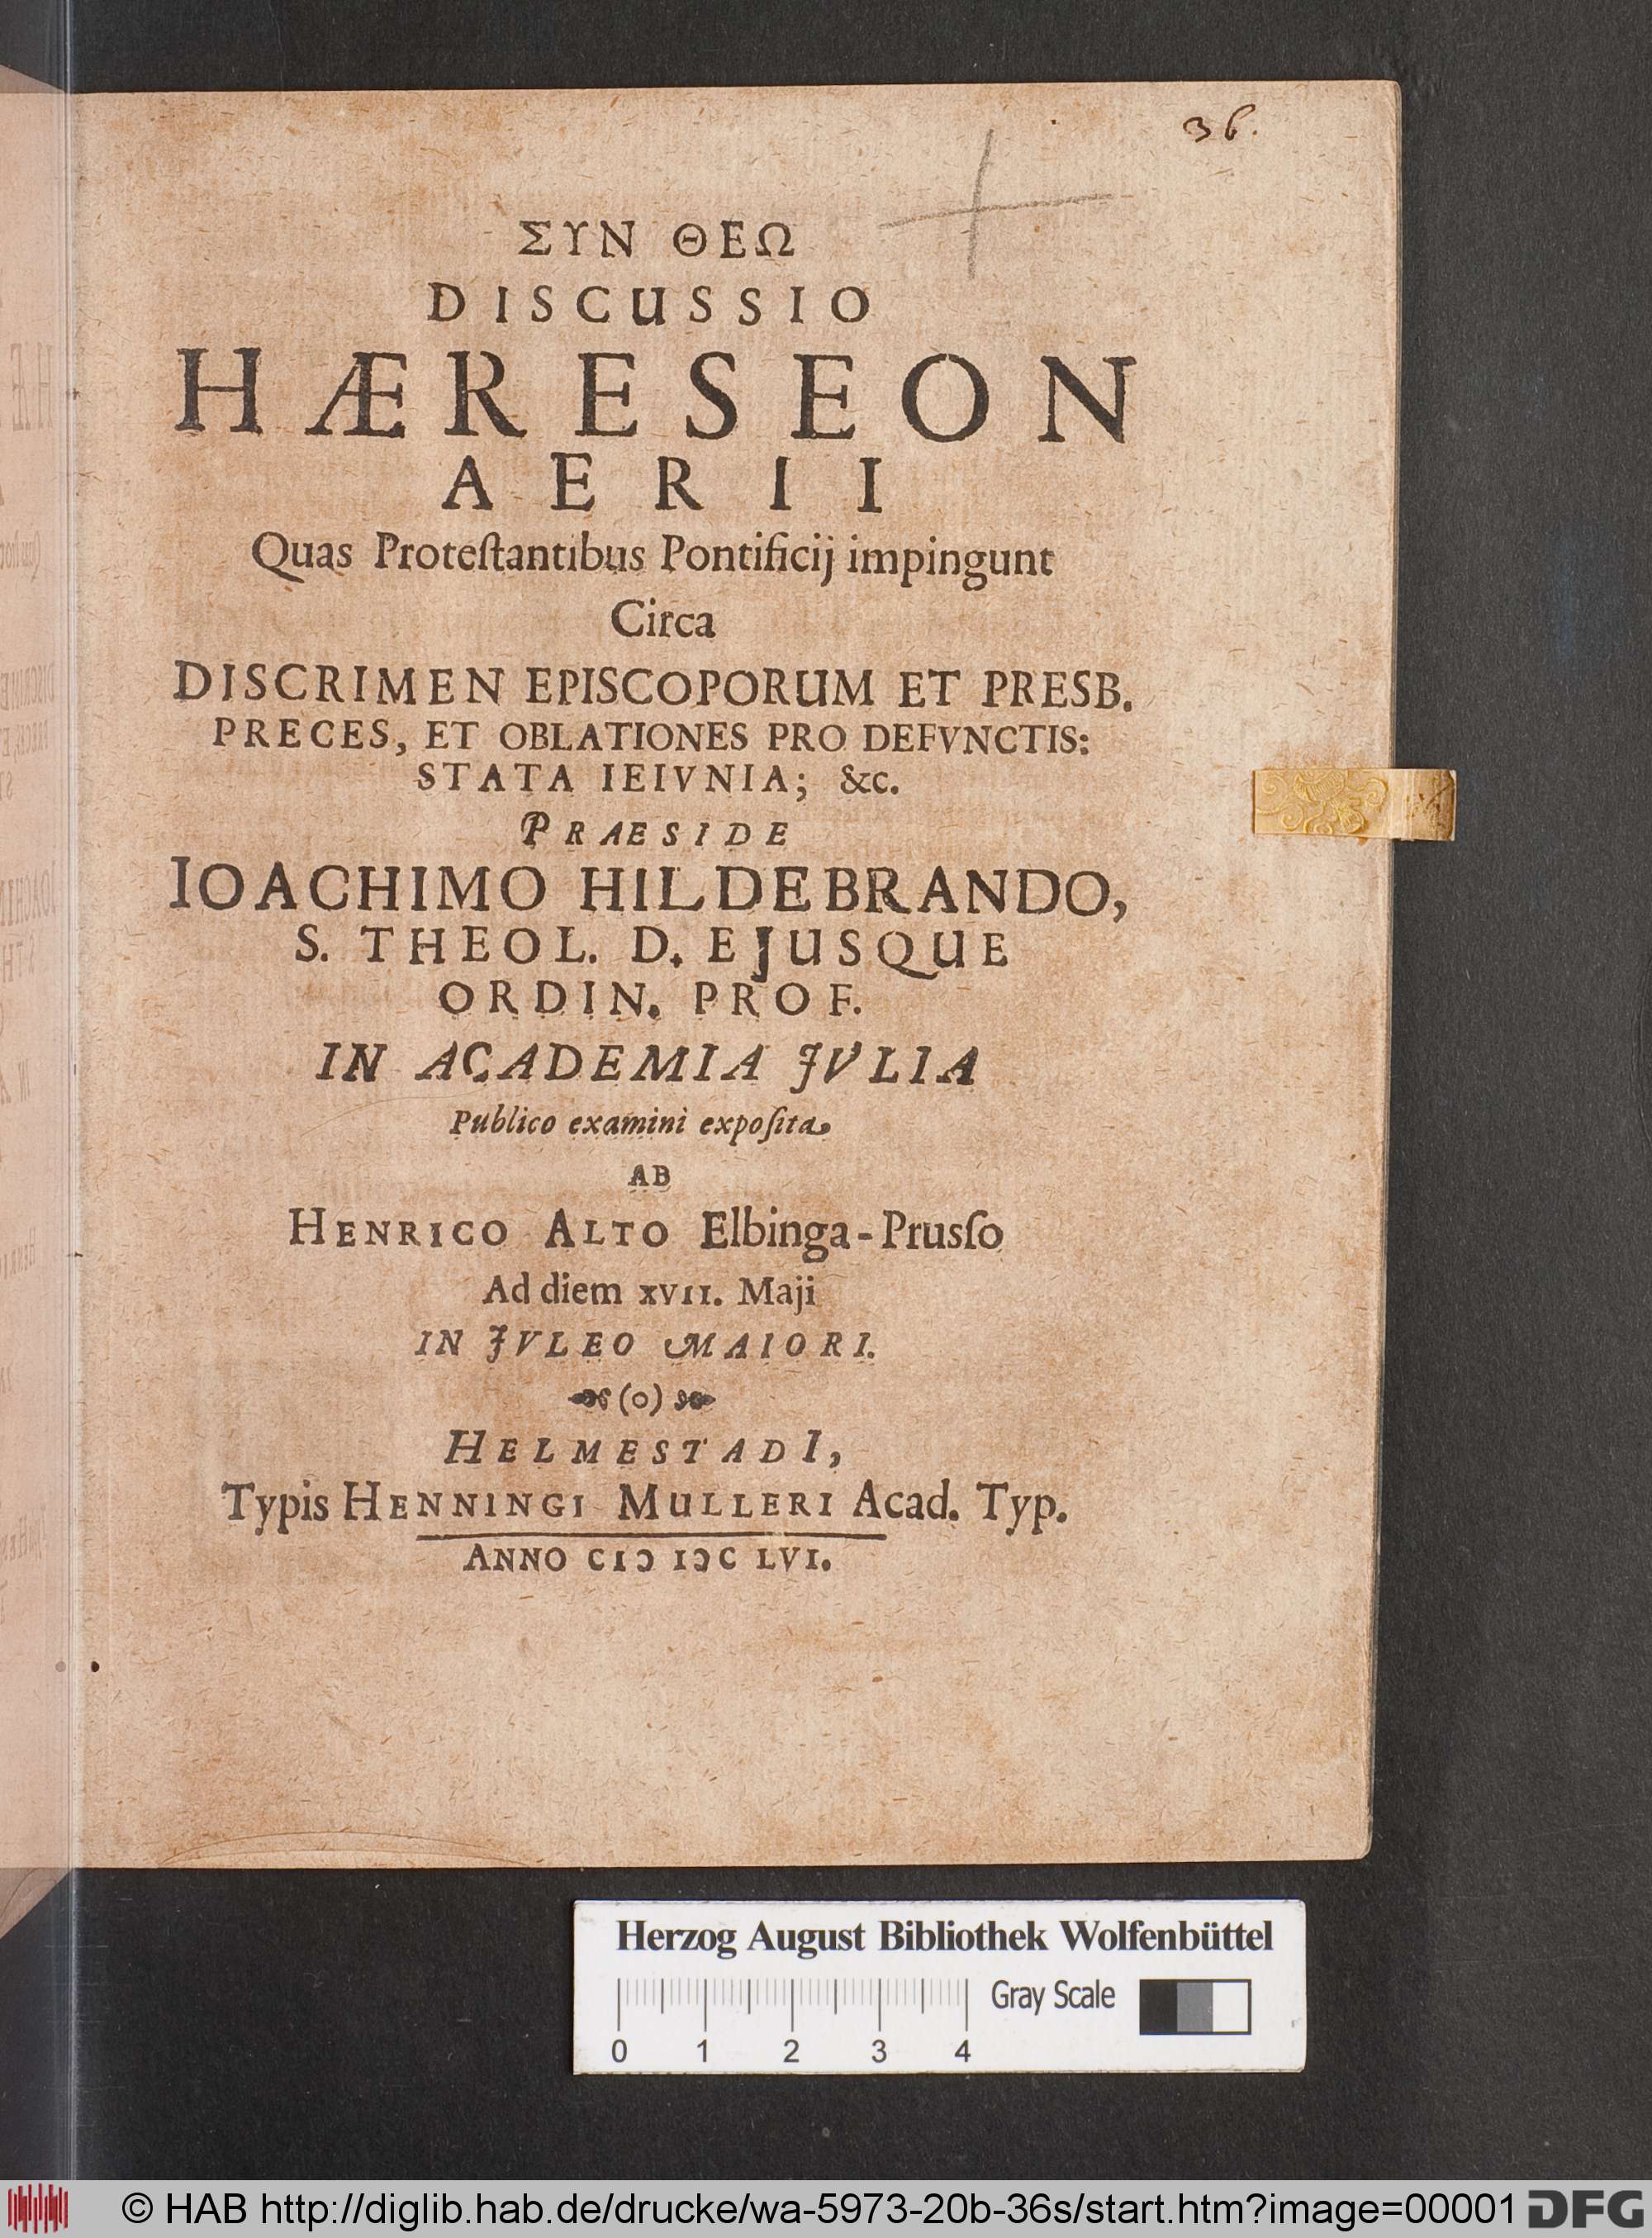 36.
ΣΥΝ ΘΕΩ
DISCUSSIO
HÆRESEON
AERII
Quas Proteſtantibus Pontificij impingunt
Circa
DISCRIMEN EPISCOPORUM ET PRESB.
PRECES, ET OBLATIONES PRO DEFVNCTIS:
STATA IEIVNIA; &c.
PRAESIDE
IOACHIMO HILDEBRANDO,
S. THEOL. D. EJUSQUE
ORDIN. PROF.
IN ACADEMIA JVLIA
Publico examini expoſita
AB
HENRICO ALTO Elbinga-Prusſo
Ad diem XVII. Maji
IN JVLEO MAIORI.
(o)
HELMESTADI,
Typis HENNINGI MULLERI Acad. Typ.
ANNO CIↃ IↃC LVI.
Herzog August Bibliothek Wolfenbüttel
Gray Scale
0 1 2 3 4
© HAB http://diglib.hab.de/drucke/wa-5973-20b-36s/start.htm?image=00001 DFG